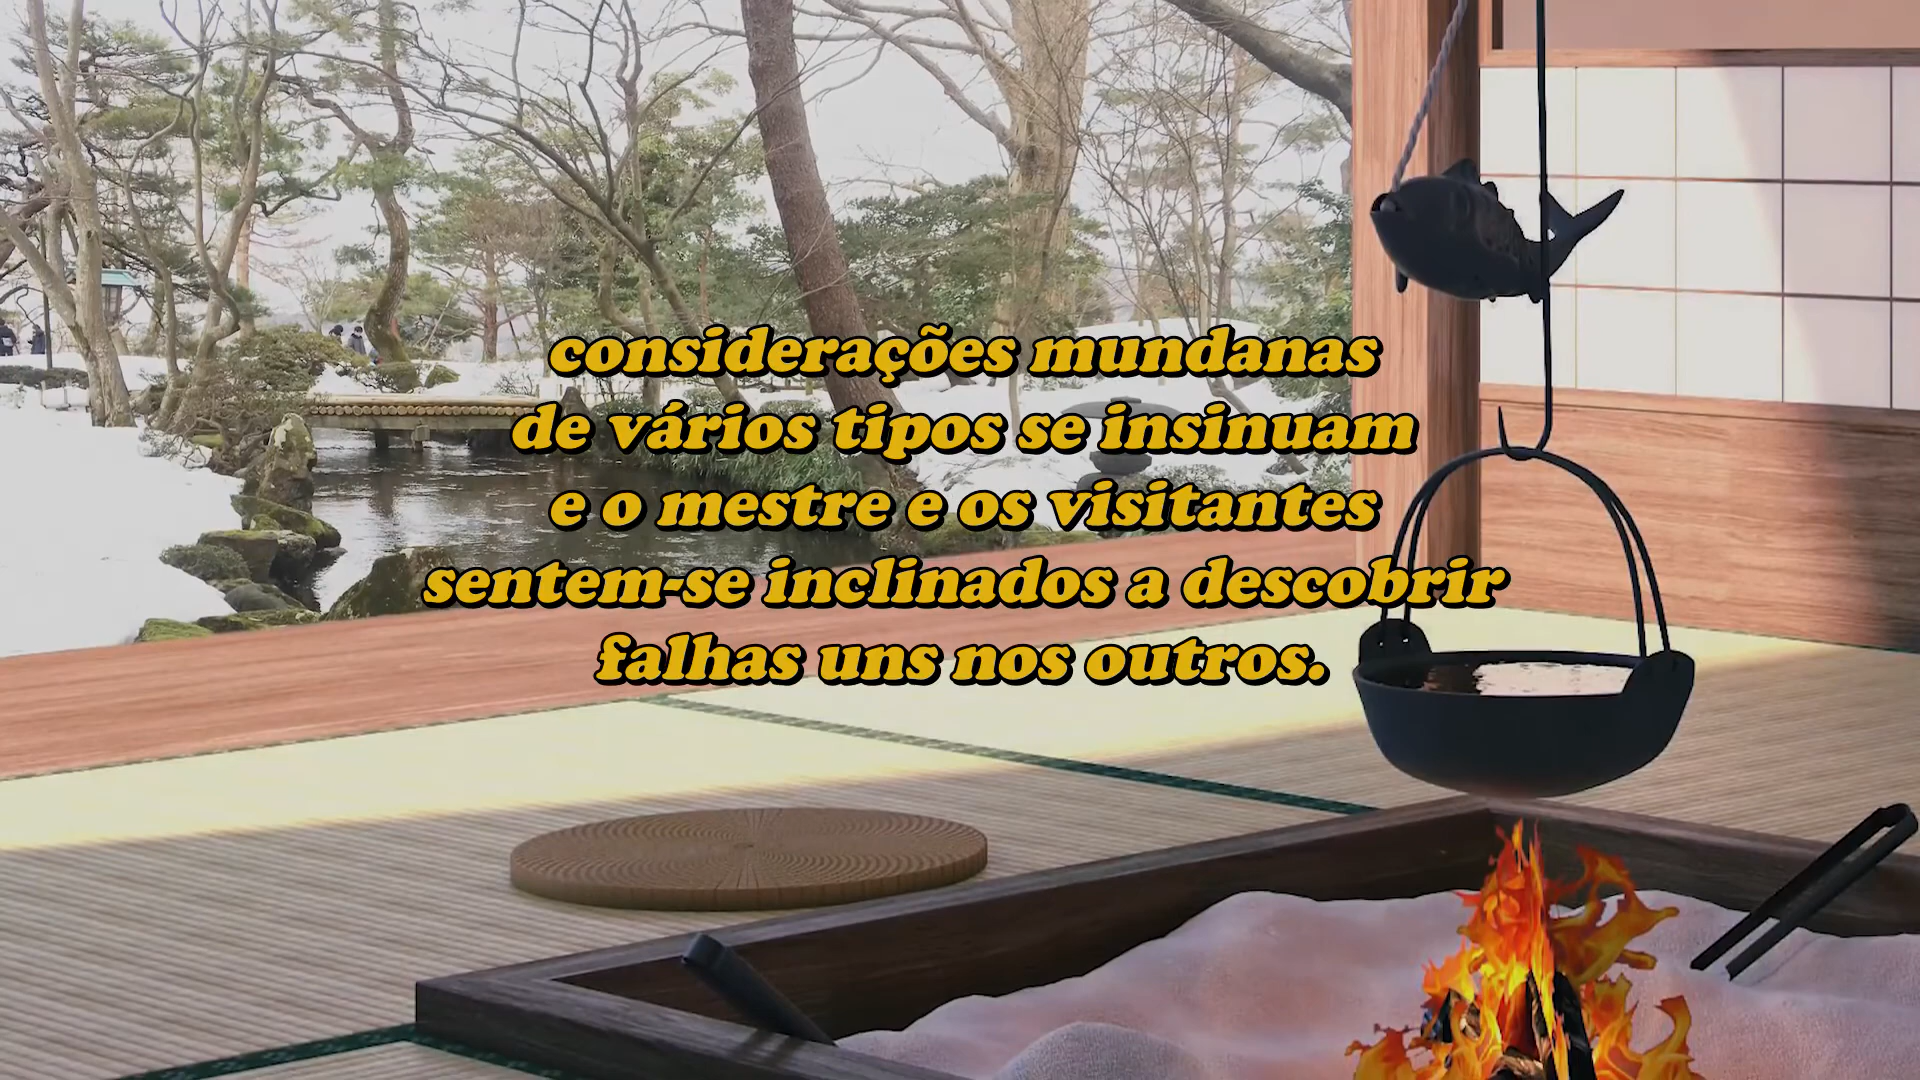 considerações mundanas
de vários tipos se insinuam
e o mestre e os visitantes
sentem-se inclinados a descobrir
falhas uns nos outros.